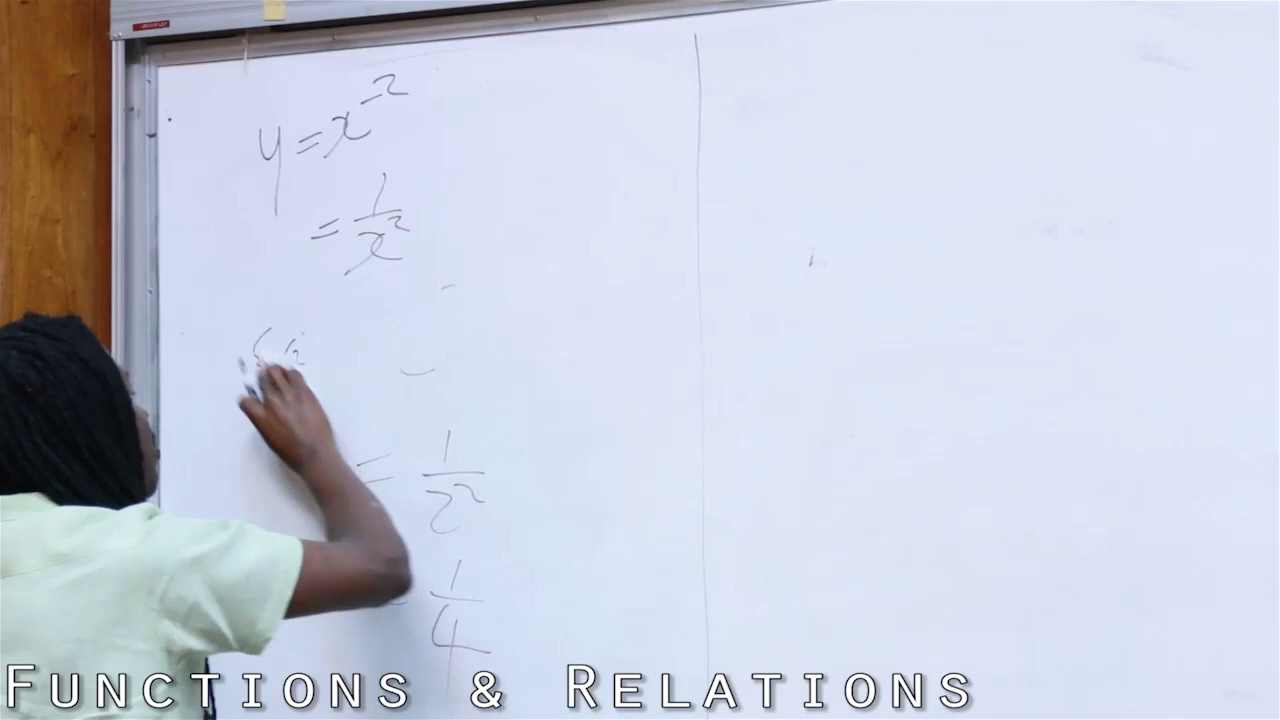 y = x⁻²
= 1/x²
= 1/2²
= 1/4
FUNCTIONS & RELATIONS